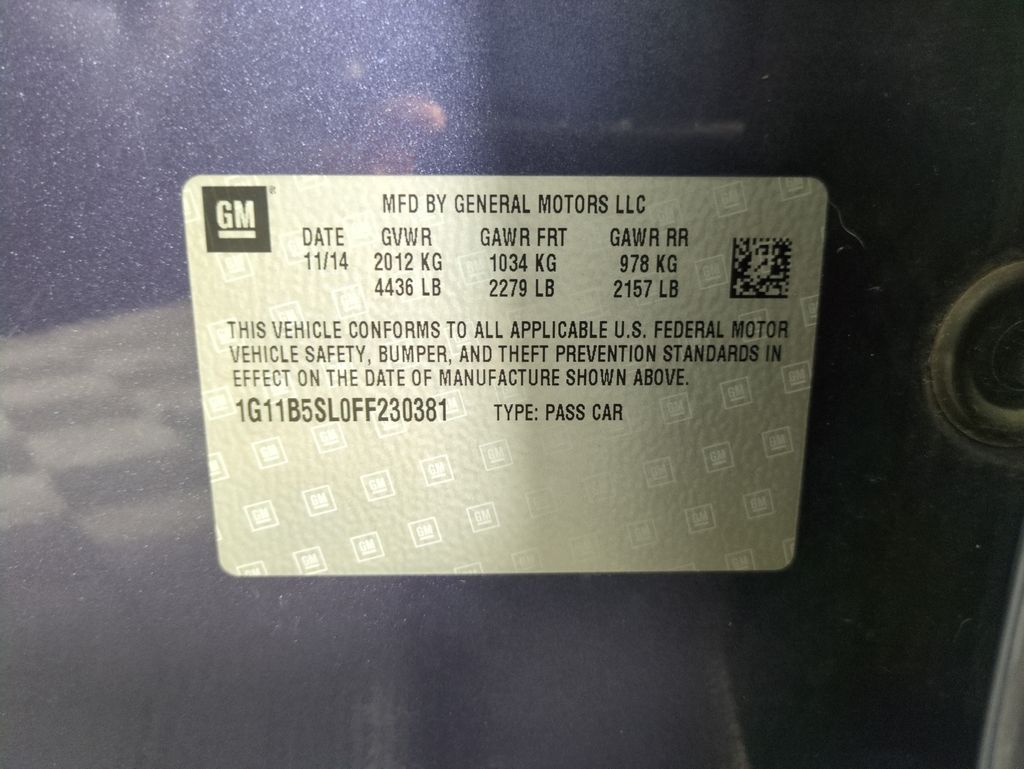 GM
MFD BY GENERAL MOTORS LLC
DATE GVWR GAWR FRT GAWR RR
11/14 2012 KG 1034 KG 978 KG
4436 LB 2279 LB 2157 LB
THIS VEHICLE CONFORMS TO ALL APPLICABLE U.S. FEDERAL MOTOR
VEHICLE SAFETY, BUMPER, AND THEFT PREVENTION STANDARDS IN
EFFECT ON THE DATE OF MANUFACTURE SHOWN ABOVE.
1G11B5SL0FF230381 TYPE: PASS CAR